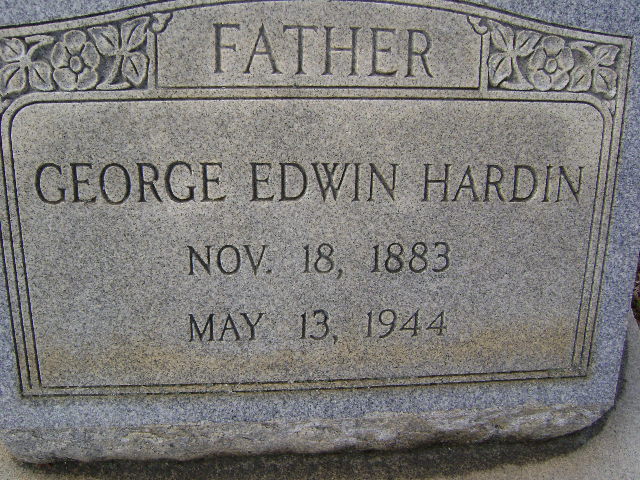 FATHER
GEORGE EDWIN HARDIN
NOV. 18, 1883
MAY 13, 1944